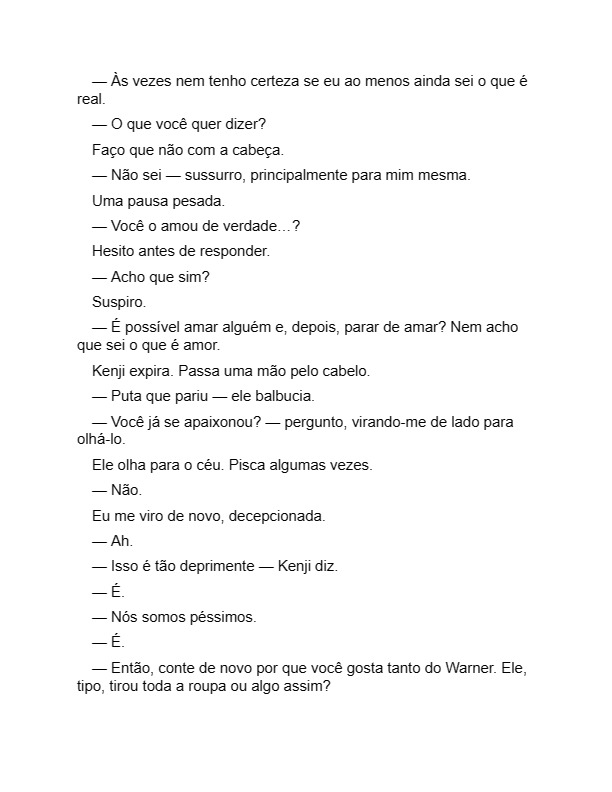 — Às vezes nem tenho certeza se eu ao menos ainda sei o que é
real.
— O que você quer dizer?
Faço que não com a cabeça.
— Não sei — sussurro, principalmente para mim mesma.
Uma pausa pesada.
— Você o amou de verdade…?
Hesito antes de responder.
— Acho que sim?
Suspiro.
— É possível amar alguém e, depois, parar de amar? Nem acho
que sei o que é amor.
Kenji expira. Passa uma mão pelo cabelo.
— Puta que pariu — ele balbucia.
— Você já se apaixonou? — pergunto, virando-me de lado para
olhá-lo.
Ele olha para o céu. Pisca algumas vezes.
— Não.
Eu me viro de novo, decepcionada.
— Ah.
— Isso é tão deprimente — Kenji diz.
— É.
— Nós somos péssimos.
— É.
— Então, conte de novo por que você gosta tanto do Warner. Ele,
tipo, tirou toda a roupa ou algo assim?